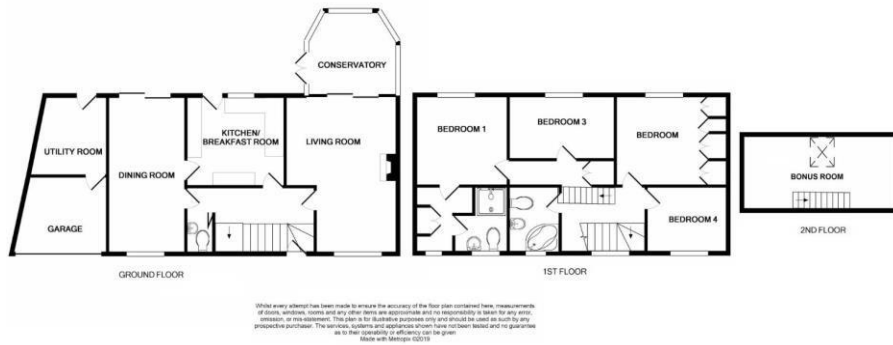 CONSERVATORY
KITCHEN/
BREAKFAST ROOM
LIVING ROOM
UTILITY ROOM
DINING ROOM
GARAGE
GROUND FLOOR
BEDROOM 1
BEDROOM 3
BEDROOM
BEDROOM 4
1ST FLOOR
BONUS ROOM
2ND FLOOR
Whilst every attempt has been made to ensure the accuracy of the floor plan contained here, measurements
of doors, windows, rooms and any other items are approximate and no responsibility is taken for any error,
omission, or mis-statement. This plan is for illustrative purposes only and should be used as such by any
prospective purchaser. The services, systems and appliances shown have not been tested and no guarantee
as to their operability or efficiency can be given
Made with Metropix ©2019